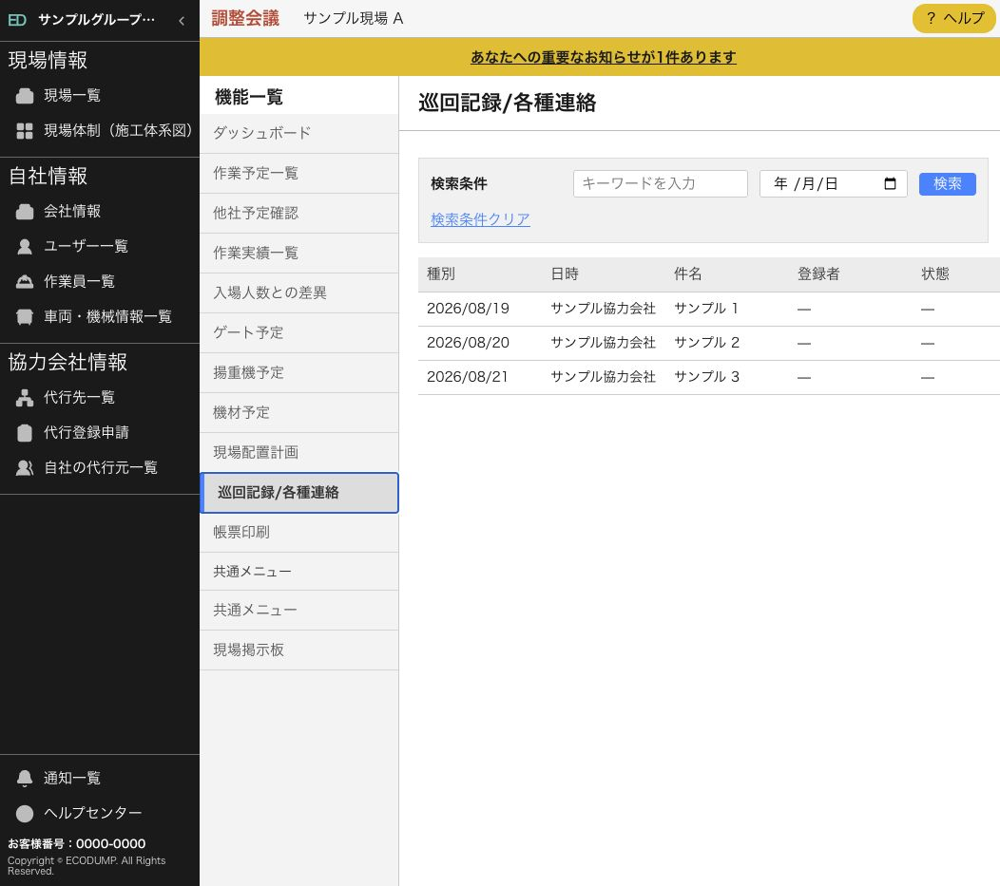 ED サンプルグループ… ‹
現場情報
現場一覧
現場体制（施工体系図）
自社情報
会社情報
ユーザー一覧
作業員一覧
車両・機械情報一覧
協力会社情報
代行先一覧
代行登録申請
自社の代行元一覧
通知一覧
ヘルプセンター
お客様番号：0000-0000
Copyright © ECODUMP. All Rights
Reserved.
調整会議 サンプル現場 A
? ヘルプ
あなたへの重要なお知らせが1件あります
機能一覧
ダッシュボード
作業予定一覧
他社予定確認
作業実績一覧
入場人数との差異
ゲート予定
揚重機予定
機材予定
現場配置計画
巡回記録/各種連絡
帳票印刷
共通メニュー
共通メニュー
現場掲示板
巡回記録/各種連絡
検索条件 キーワードを入力 年 /月/日 検索
検索条件クリア
種別 日時 件名 登録者 状態
2026/08/19 サンプル協力会社 サンプル 1 — —
2026/08/20 サンプル協力会社 サンプル 2 — —
2026/08/21 サンプル協力会社 サンプル 3 — —